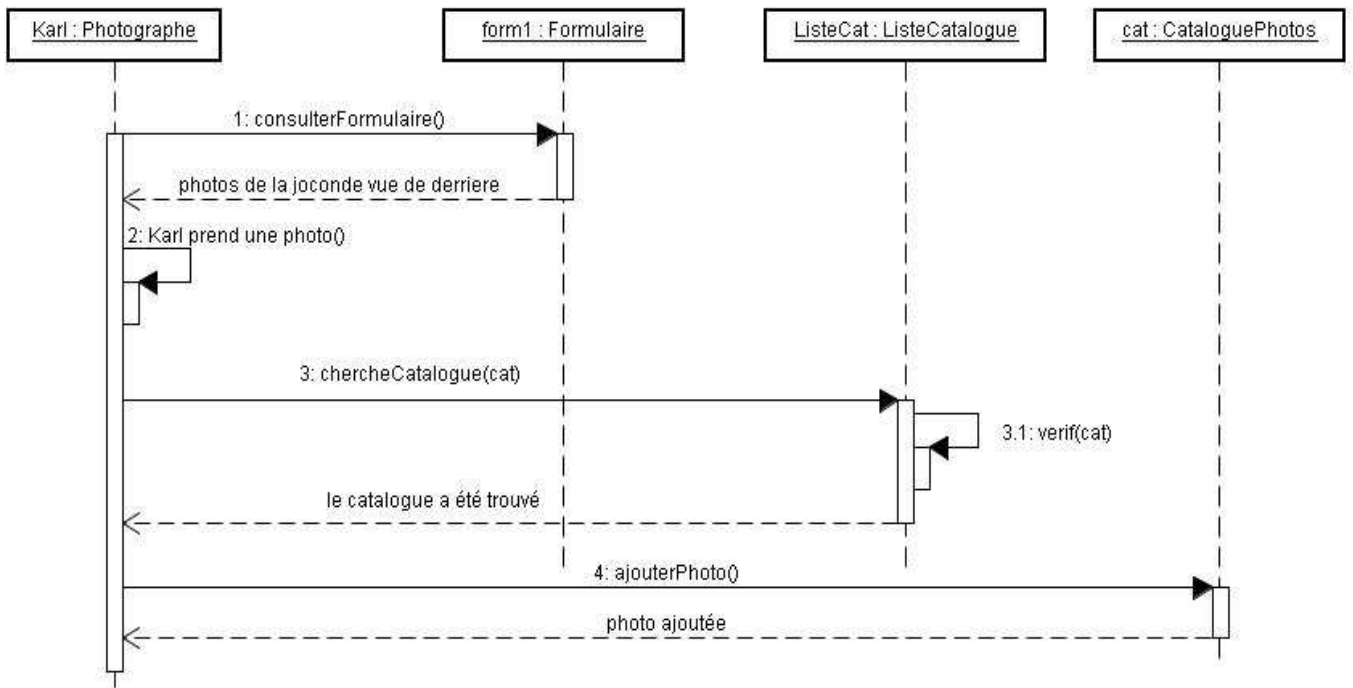 Karl : Photographe
form1 : Formulaire
ListeCat : ListeCatalogue
cat : CataloguePhotos
1: consulterFormulaire()
photos de la joconde vue de derriere
2: Karl prend une photo()
3: chercheCatalogue(cat)
3.1: verif(cat)
le catalogue a été trouvé
4: ajouterPhoto()
photo ajoutée